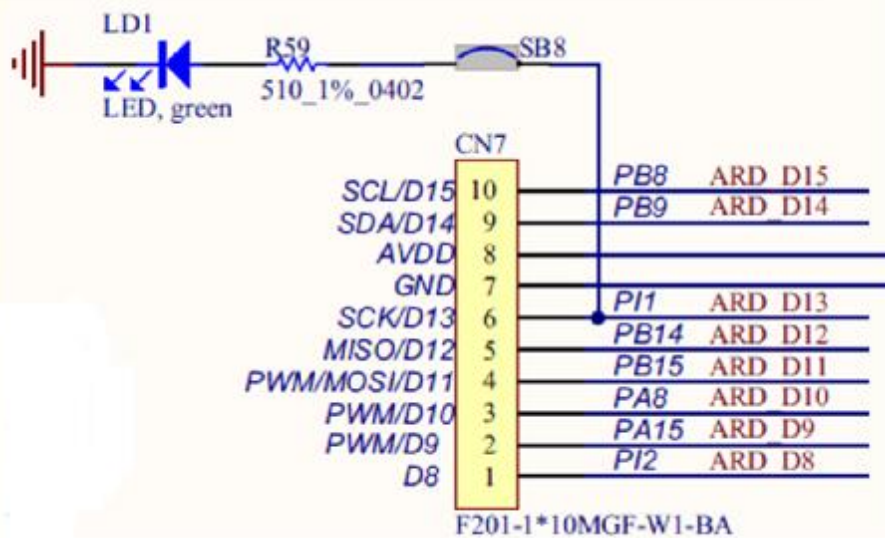 LD1
R59
SB8
510_1%_0402
LED, green
CN7
SCL/D15 10 PB8 ARD_D15
SDA/D14 9 PB9 ARD_D14
AVDD 8
GND 7
SCK/D13 6 PI1 ARD_D13
MISO/D12 5 PB14 ARD_D12
PWM/MOSI/D11 4 PB15 ARD_D11
PWM/D10 3 PA8 ARD_D10
PWM/D9 2 PA15 ARD_D9
D8 1 PI2 ARD_D8
F201-1*10MGF-W1-BA